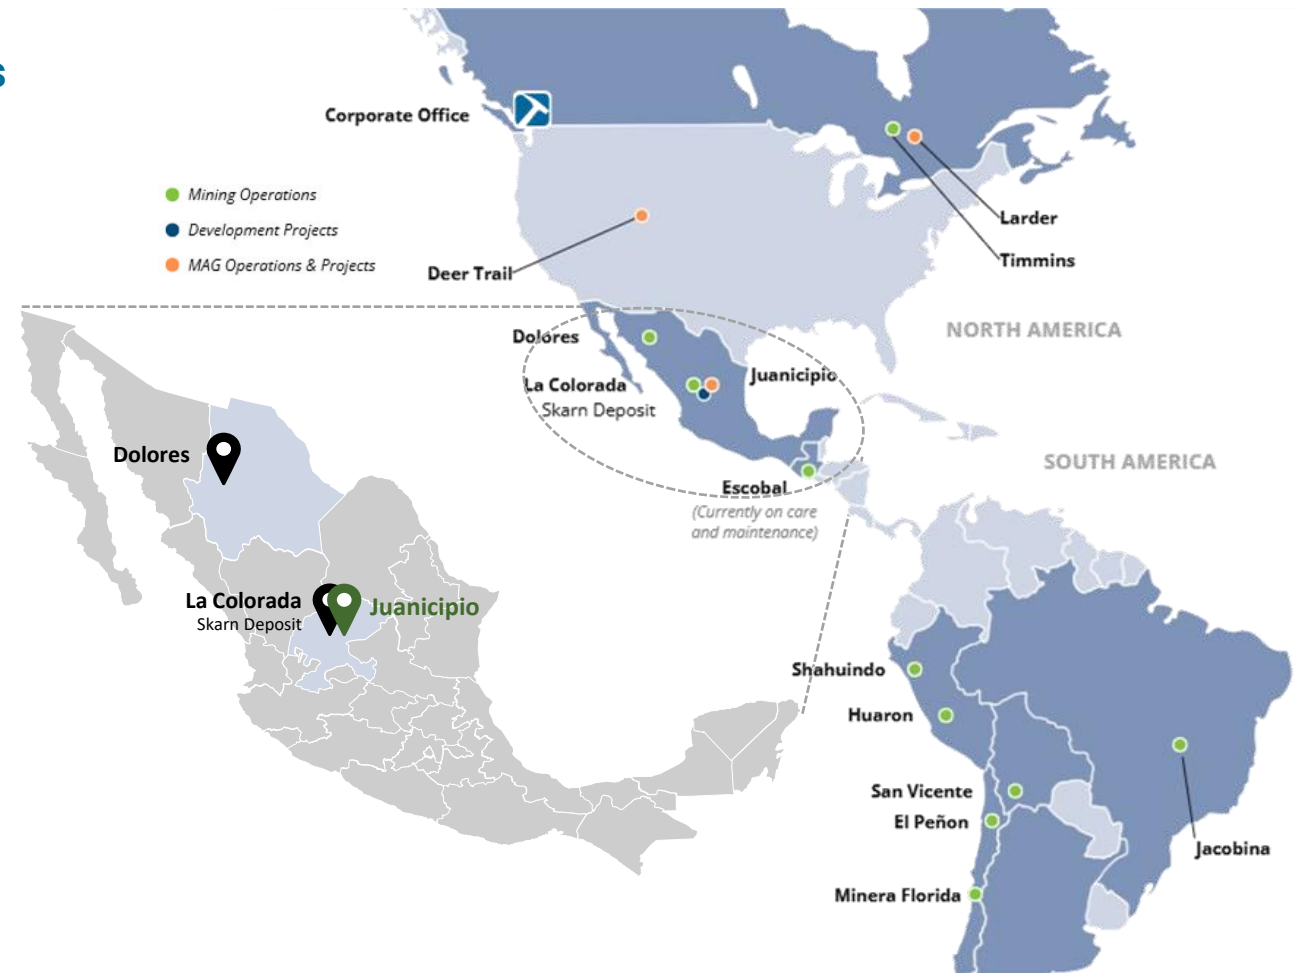 s
Corporate Office
Mining Operations
Development Projects
MAG Operations & Projects
Larder
Timmins
Deer Trail
NORTH AMERICA
Dolores
Juanicipio
La Colorada
Skarn Deposit
SOUTH AMERICA
Escobal
(Currently on care
and maintenance)
Dolores
La Colorada
Skarn Deposit
Juanicipio
Shahuindo
Huaron
San Vicente
El Peñon
Jacobina
Minera Florida